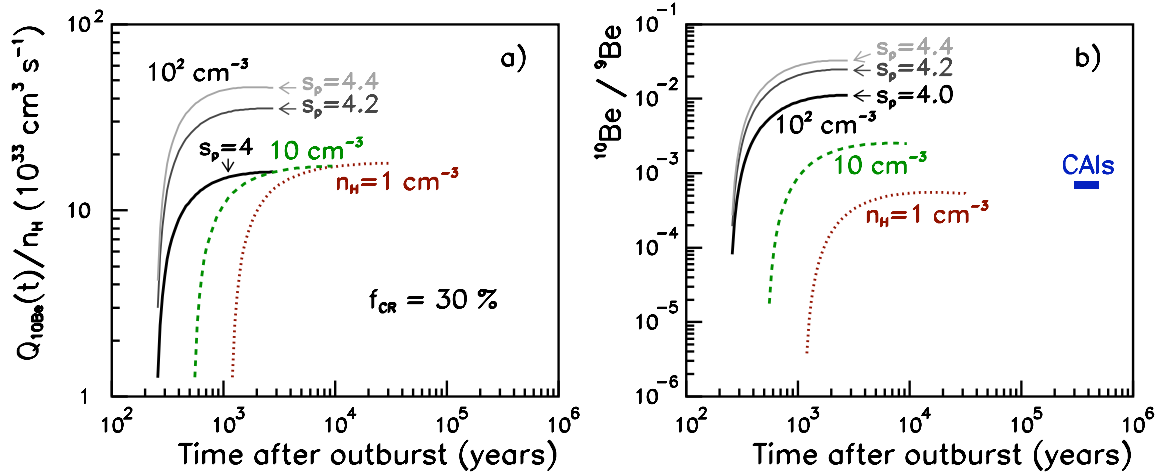 a)
10² cm⁻³
sₚ=4.4
sₚ=4.2
sₚ=4
10 cm⁻³
n_H=1 cm⁻³
f_CR = 30 %
Q₁₀Be(t)/n_H (10³³ cm³ s⁻¹)
10²
10
1
10² 10³ 10⁴ 10⁵ 10⁶
Time after outburst (years)
b)
sₚ=4.4
sₚ=4.2
sₚ=4.0
10² cm⁻³
10 cm⁻³
n_H=1 cm⁻³
CAIs
¹⁰Be / ⁹Be
10⁻¹
10⁻²
10⁻³
10⁻⁴
10⁻⁵
10⁻⁶
10² 10³ 10⁴ 10⁵ 10⁶
Time after outburst (years)